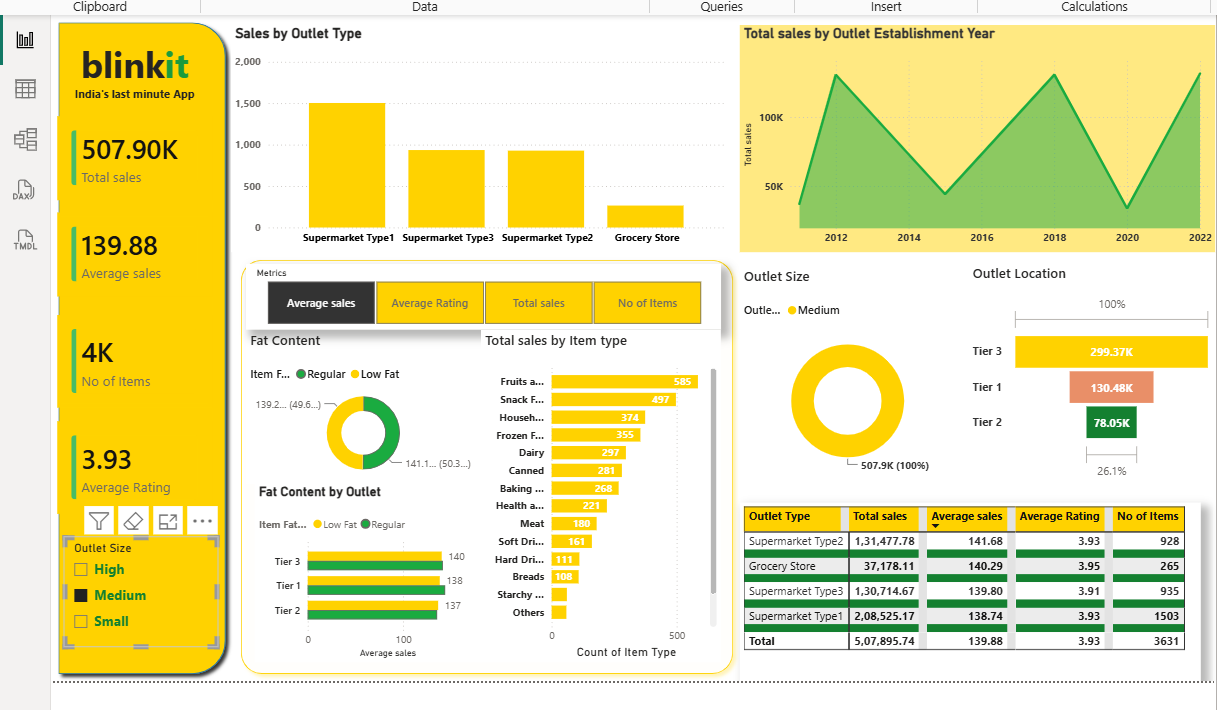 Clipboard
Data
Queries
Insert
Calculations
DAX
TMDL
blinkit
India's last minute App
507.90K
Total sales
139.88
Average sales
4K
No of Items
3.93
Average Rating
Outlet Size
High
Medium
Small
Sales by Outlet Type
2,000
1,500
1,000
500
0
Supermarket Type1 Supermarket Type3 Supermarket Type2 Grocery Store
Total sales by Outlet Establishment Year
Total sales
100K
50K
2012 2014 2016 2018 2020 2022
Metrics
Average sales Average Rating Total sales No of Items
Fat Content
Item F... Regular Low Fat
139.2... (49.6...)
141.1... (50.3...)
Fat Content by Outlet
Item Fat... Low Fat Regular
Tier 3 140
Tier 1 138
Tier 2 137
0 100
Average sales
Total sales by Item type
Fruits a... 585
Snack F... 497
Househ... 374
Frozen F... 355
Dairy 297
Canned 281
Baking ... 268
Health a... 221
Meat 180
Soft Dri... 161
Hard Dri... 111
Breads 108
Starchy ...
Others
0 500
Count of Item Type
Outlet Size
Outle... Medium
507.9K (100%)
Outlet Location
100%
Tier 3 299.37K
Tier 1 130.48K
Tier 2 78.05K
26.1%
Outlet Type Total sales Average sales Average Rating No of Items
Supermarket Type2 1,31,477.78 141.68 3.93 928
Grocery Store 37,178.11 140.29 3.95 265
Supermarket Type3 1,30,714.67 139.80 3.91 935
Supermarket Type1 2,08,525.17 138.74 3.93 1503
Total 5,07,895.74 139.88 3.93 3631